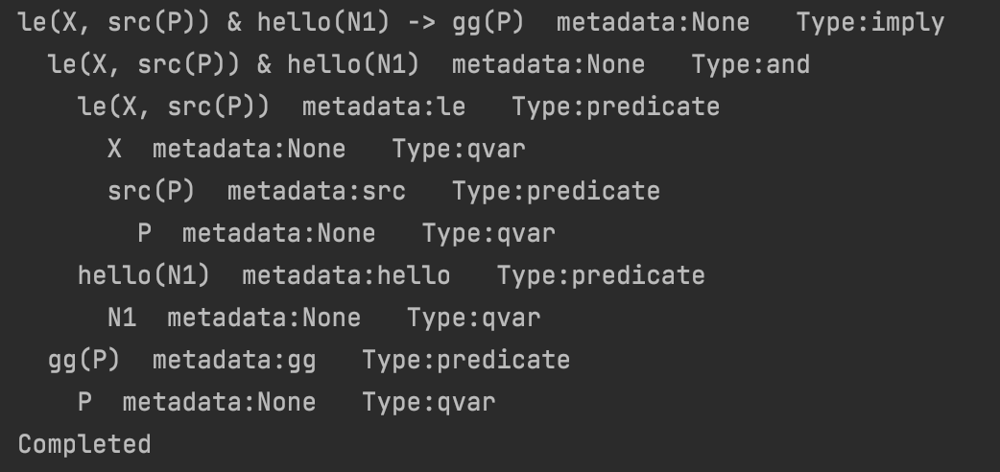 le(X, src(P)) & hello(N1) -> gg(P)  metadata:None   Type:imply
  le(X, src(P)) & hello(N1)  metadata:None   Type:and
    le(X, src(P))  metadata:le   Type:predicate
      X  metadata:None   Type:qvar
      src(P)  metadata:src   Type:predicate
        P  metadata:None   Type:qvar
    hello(N1)  metadata:hello   Type:predicate
      N1  metadata:None   Type:qvar
  gg(P)  metadata:gg   Type:predicate
    P  metadata:None   Type:qvar
Completed